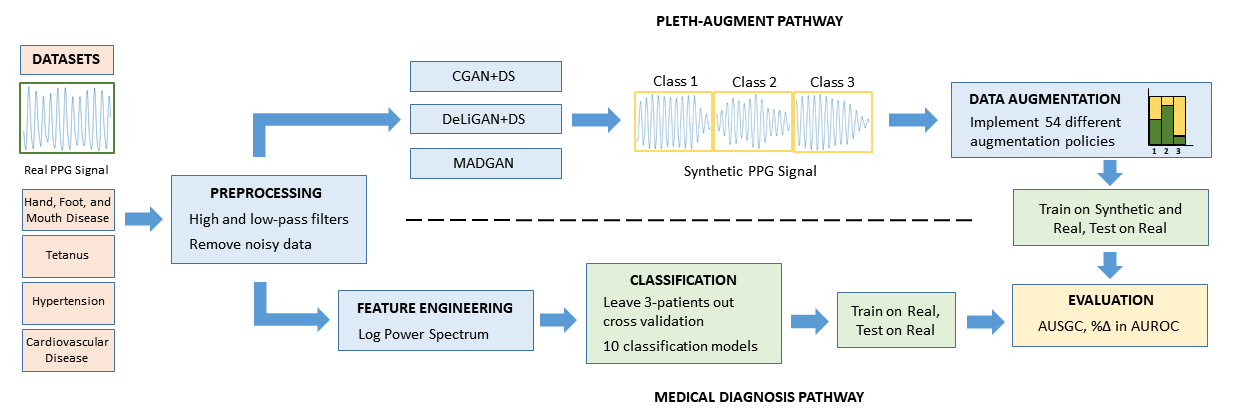 PLETH-AUGMENT PATHWAY
DATASETS
Real PPG Signal
Hand, Foot, and
Mouth Disease
Tetanus
Hypertension
Cardiovascular
Disease
PREPROCESSING
High and low-pass filters
Remove noisy data
CGAN+DS
DeLiGAN+DS
MADGAN
Class 1 Class 2 Class 3
Synthetic PPG Signal
DATA AUGMENTATION
Implement 54 different
augmentation policies
1 2 3
Train on Synthetic and
Real, Test on Real
FEATURE ENGINEERING
Log Power Spectrum
CLASSIFICATION
Leave 3-patients out
cross validation
10 classification models
Train on Real,
Test on Real
EVALUATION
AUSGC, %Δ in AUROC
MEDICAL DIAGNOSIS PATHWAY